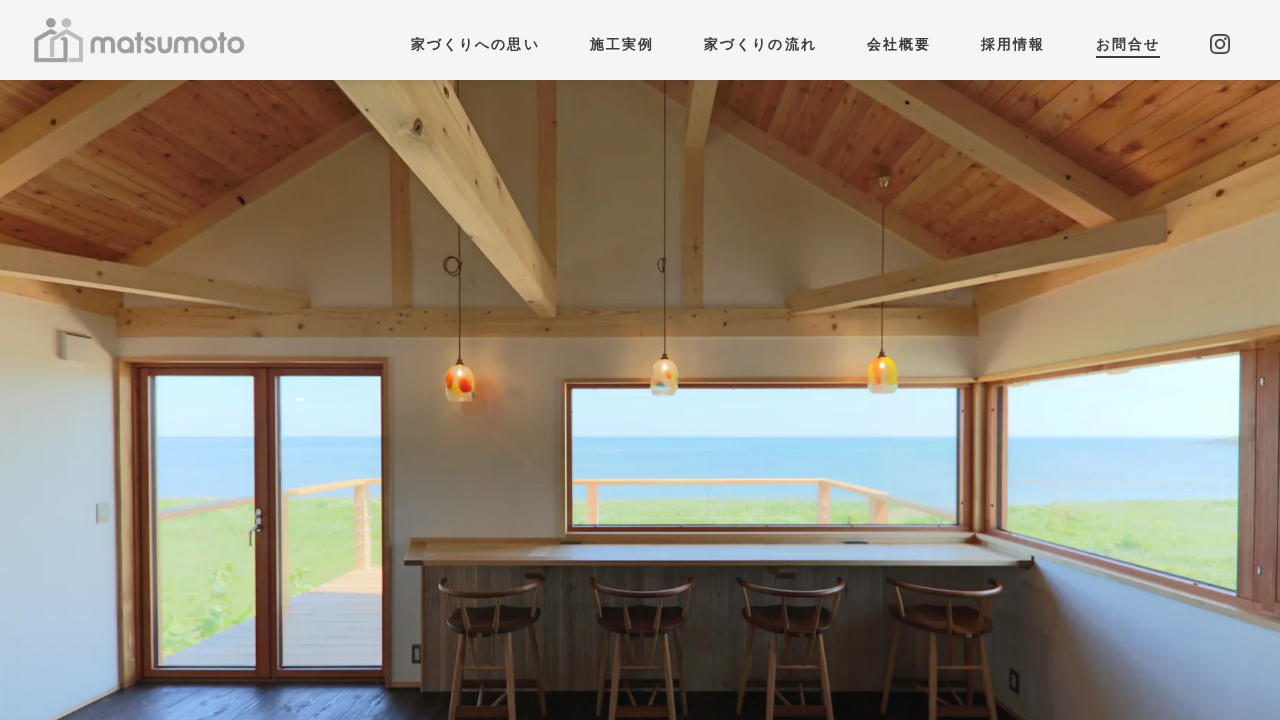 matsumoto
家づくりへの思い
施工実例
家づくりの流れ
会社概要
採用情報
お問合せ